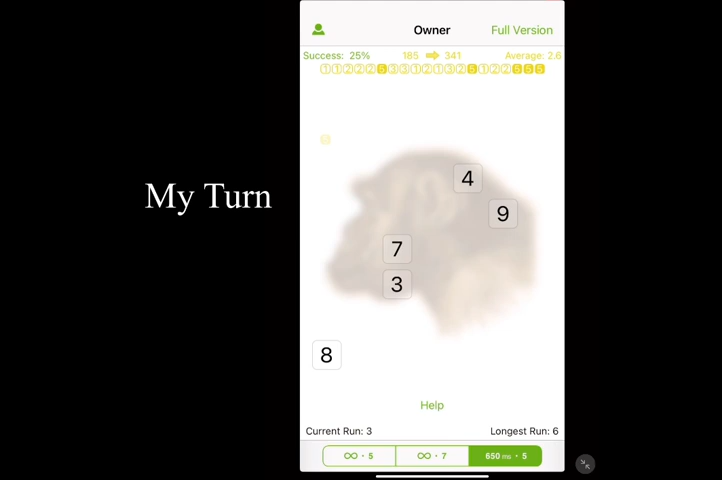 Owner
Full Version
Success: 25%
185 ➡ 341
Average: 2.6
①①②②②❺③③①②①③②❺①②②❺❺❺
My Turn
4
9
7
3
8
Help
Current Run: 3
Longest Run: 6
∞ · 5
∞ · 7
650 ms · 5